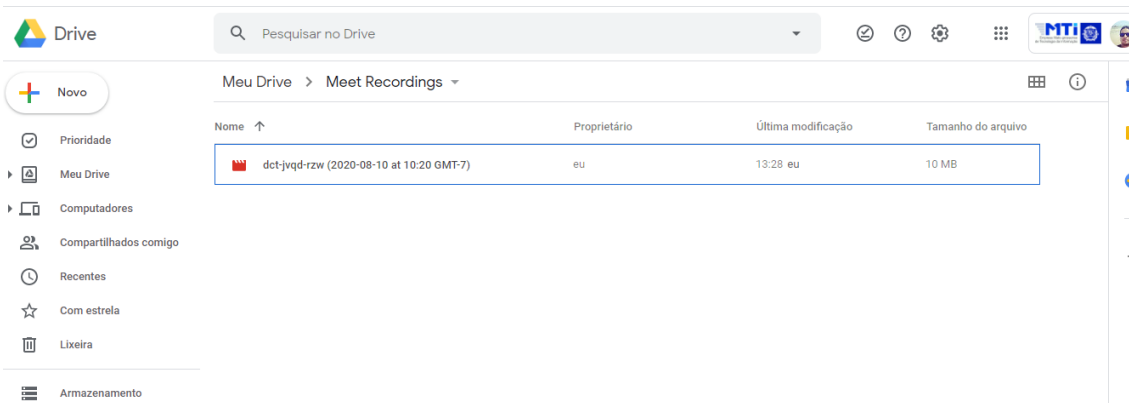 Drive
Pesquisar no Drive
MTi
Novo
Meu Drive > Meet Recordings
Nome
Proprietário
Última modificação
Tamanho do arquivo
Prioridade
dct-jvqd-rzw (2020-08-10 at 10:20 GMT-7)
eu
13:28 eu
10 MB
Meu Drive
Computadores
Compartilhados comigo
Recentes
Com estrela
Lixeira
Armazenamento